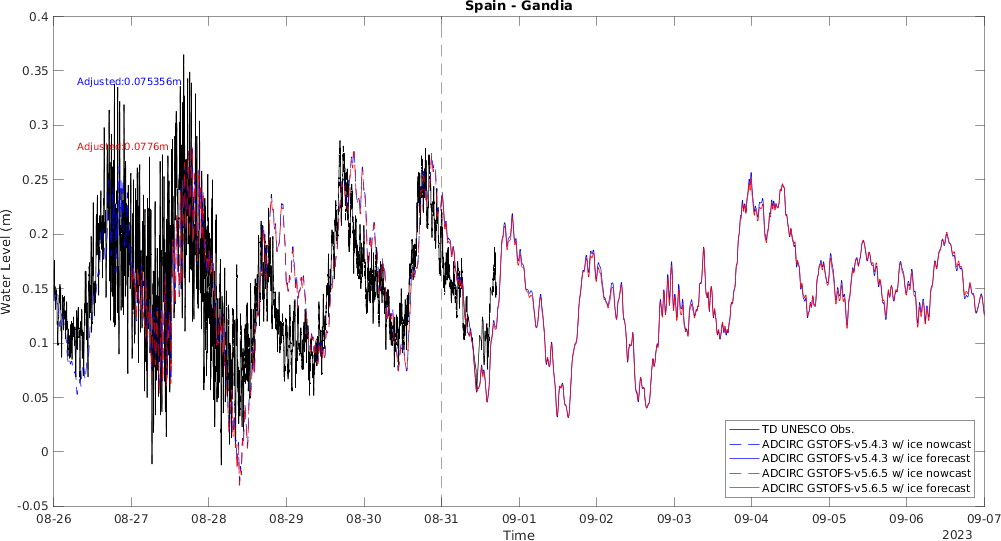 Spain - Gandia
0.4
0.35
0.3
0.25
0.2
0.15
0.1
0.05
0
-0.05
Water Level (m)
Adjusted:0.075356m
Adjusted:0.0776m
TD UNESCO Obs.
ADCIRC GSTOFS-v5.4.3 w/ ice nowcast
ADCIRC GSTOFS-v5.4.3 w/ ice forecast
ADCIRC GSTOFS-v5.6.5 w/ ice nowcast
ADCIRC GSTOFS-v5.6.5 w/ ice forecast
08-26 08-27 08-28 08-29 08-30 08-31 09-01 09-02 09-03 09-04 09-05 09-06 09-07
Time
2023